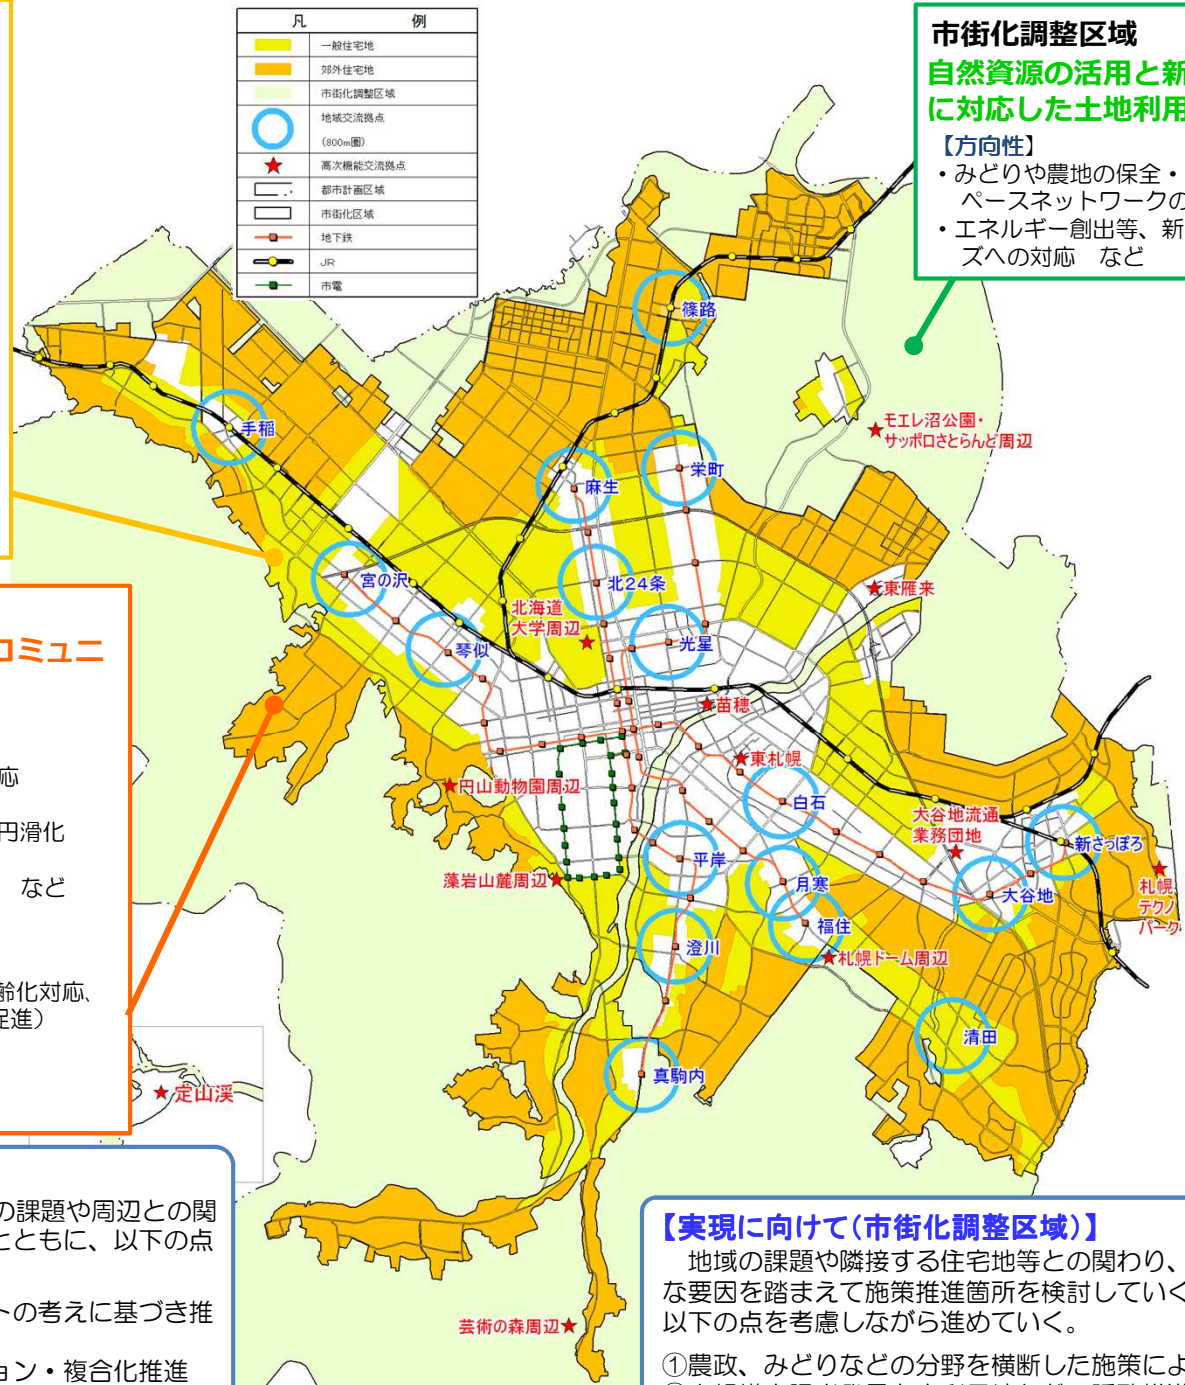 凡 例
一般住宅地
郊外住宅地
市街化調整区域
地域交流拠点
(800m圏)
高次機能交流拠点
都市計画区域
市街化区域
地下鉄
JR
市電
市街化調整区域
自然資源の活用と新
に対応した土地利用
【方向性】
・みどりや農地の保全・
ペースネットワークの
・エネルギー創出等、新
ズへの対応 など
篠路
手稲
モエレ沼公園・
サッポロさとらんど周辺
栄町
麻生
宮の沢
北24条
東雁来
北海道
大学周辺
光星
琴似
コミュニ
苗穂
東札幌
応
円山動物園周辺
白石
大谷地流通
業務団地
円滑化
平岸
新さっぽろ
など
藻岩山麓周辺
月寒
大谷地
札幌
テクノ
パーク
福住
澄川
札幌ドーム周辺
齢化対応、
促進）
清田
真駒内
定山渓
の課題や周辺との関
とともに、以下の点
トの考えに基づき推
ョン・複合化推進
芸術の森周辺
【実現に向けて(市街化調整区域)】
地域の課題や隣接する住宅地等との関わり、
な要因を踏まえて施策推進箇所を検討していく
以下の点を考慮しながら進めていく。
①農政、みどりなどの分野を横断した施策によ